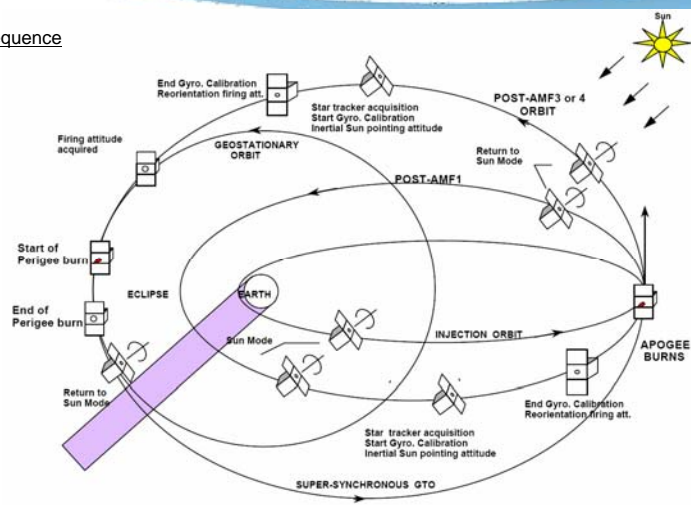 quence
Sun
End Gyro. Calibration
Reorientation firing att.
Star tracker acquisition
Start Gyro. Calibration
Inertial Sun pointing attitude
POST-AMF3 or 4
ORBIT
Firing attitude
acquired
GEOSTATIONARY
ORBIT
Return to
Sun Mode
POST-AMF1
Start of
Perigee burn
ECLIPSE
EARTH
End of
Perigee burn
Sun Mode
INJECTION ORBIT
APOGEE
BURNS
Return to
Sun Mode
End Gyro. Calibration
Reorientation firing att.
Star tracker acquisition
Start Gyro. Calibration
Inertial Sun pointing attitude
SUPER-SYNCHRONOUS GTO